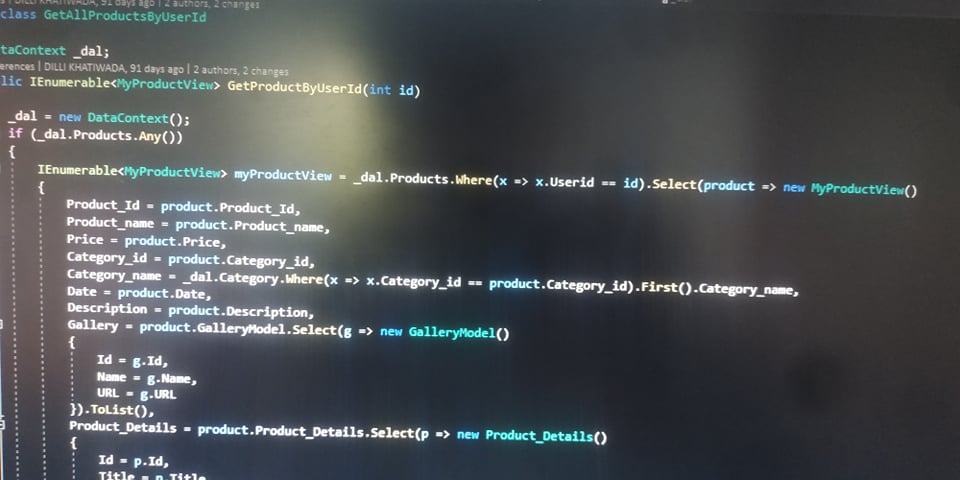 DILLI KHATIWADA, 91 days ago | 2 authors, 2 changes
class GetAllProductsByUserId
taContext _dal;
erences | DILLI KHATIWADA, 91 days ago | 2 authors, 2 changes
lic IEnumerable<MyProductView> GetProductByUserId(int id)
_dal = new DataContext();
if (_dal.Products.Any())
{
IEnumerable<MyProductView> myProductView = _dal.Products.Where(x => x.Userid == id).Select(product => new MyProductView()
{
Product_Id = product.Product_Id,
Product_name = product.Product_name,
Price = product.Price,
Category_id = product.Category_id,
Category_name = _dal.Category.Where(x => x.Category_id == product.Category_id).First().Category_name,
Date = product.Date,
Description = product.Description,
Gallery = product.GalleryModel.Select(g => new GalleryModel()
{
Id = g.Id,
Name = g.Name,
URL = g.URL
}).ToList(),
Product_Details = product.Product_Details.Select(p => new Product_Details()
{
Id = p.Id,
Title = p.Title